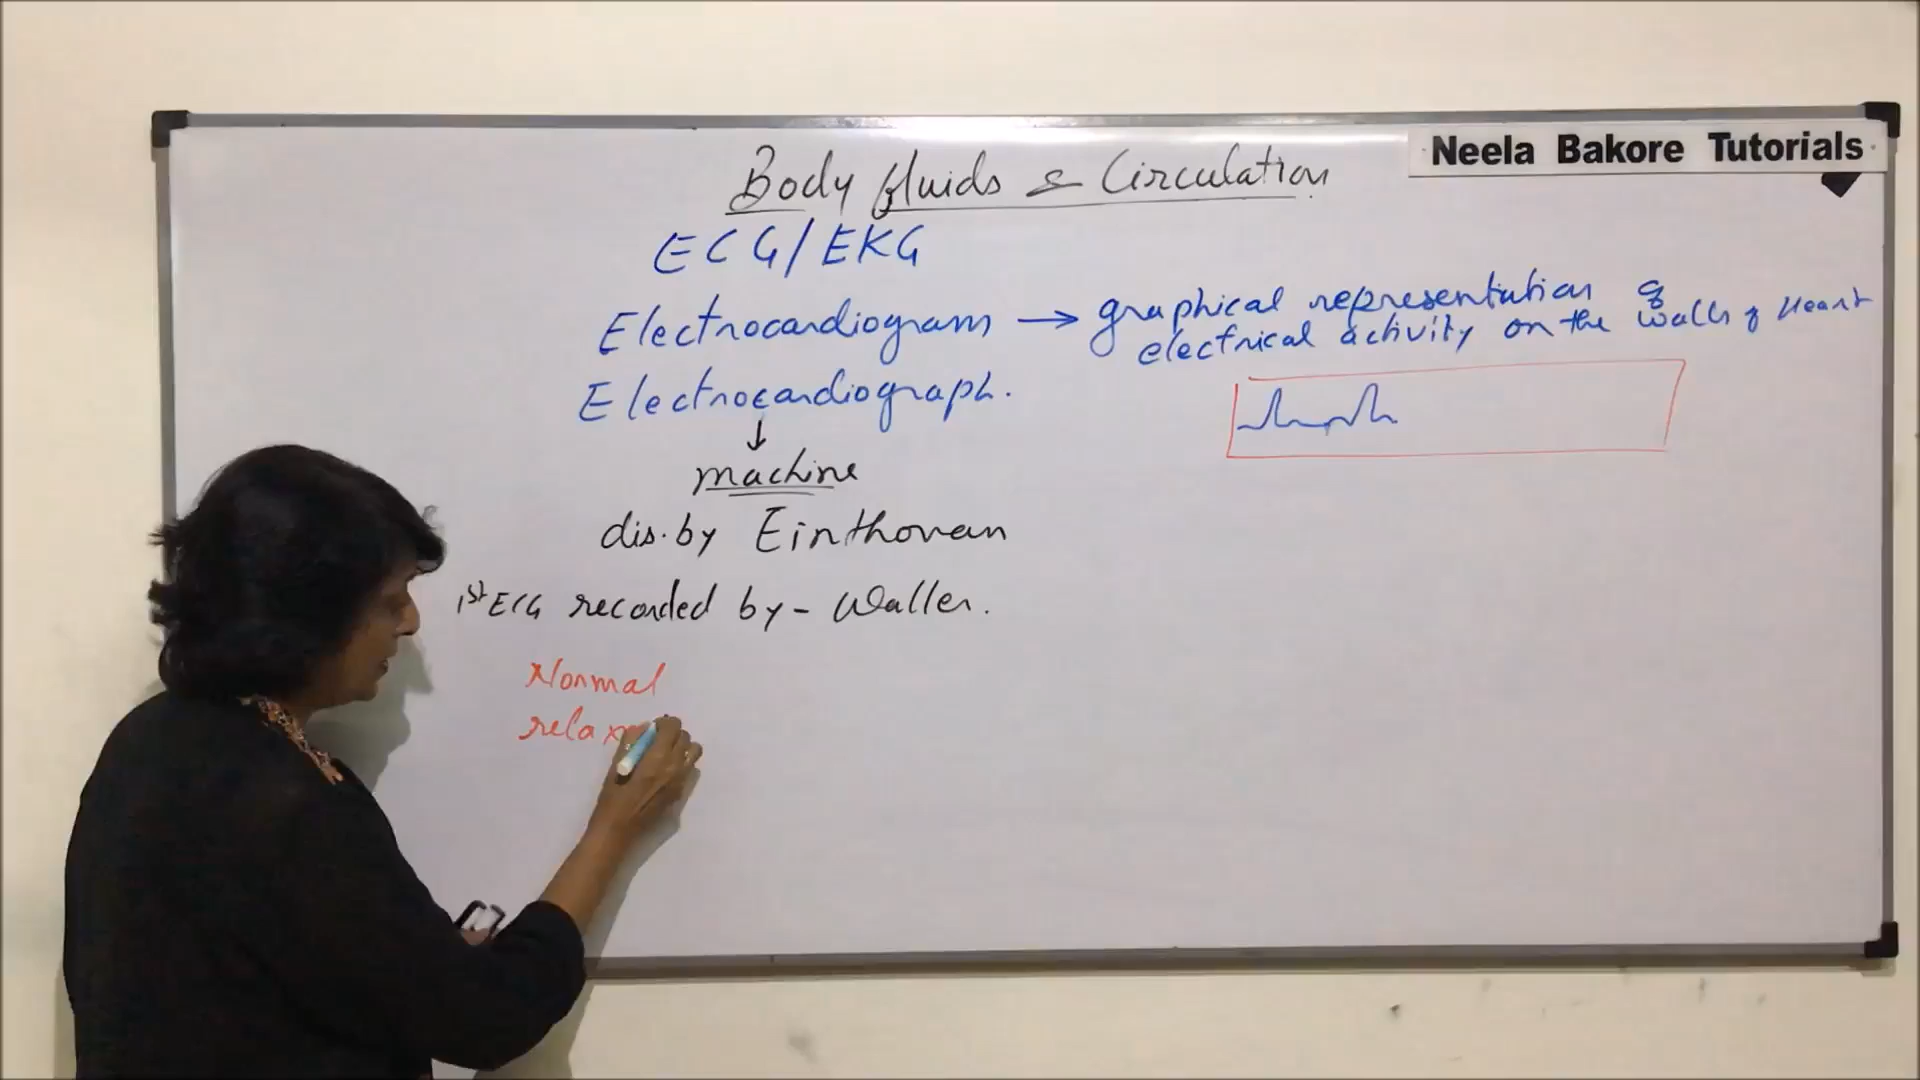 Neela Bakore Tutorials
Body fluids & Circulation
ECG/EKG
Electrocardiogram → graphical representation of
electrical activity on the walls of Heart
Electrocardiograph.
↓
machine
dis. by Einthovan
1st ECG recorded by - Waller.
Normal
relax